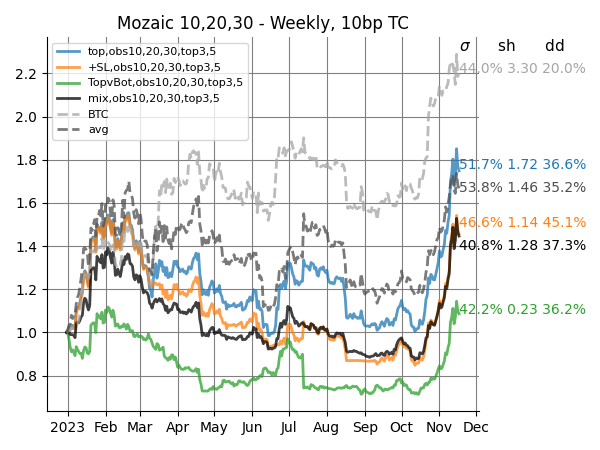 Mozaic 10,20,30 - Weekly, 10bp TC
σ sh dd
top,obs10,20,30,top3,5
+SL,obs10,20,30,top3,5
TopvBot,obs10,20,30,top3,5
mix,obs10,20,30,top3,5
BTC
avg
44.0% 3.30 20.0%
51.7% 1.72 36.6%
53.8% 1.46 35.2%
46.6% 1.14 45.1%
40.8% 1.28 37.3%
42.2% 0.23 36.2%
2.2
2.0
1.8
1.6
1.4
1.2
1.0
0.8
2023 Feb Mar Apr May Jun Jul Aug Sep Oct Nov Dec